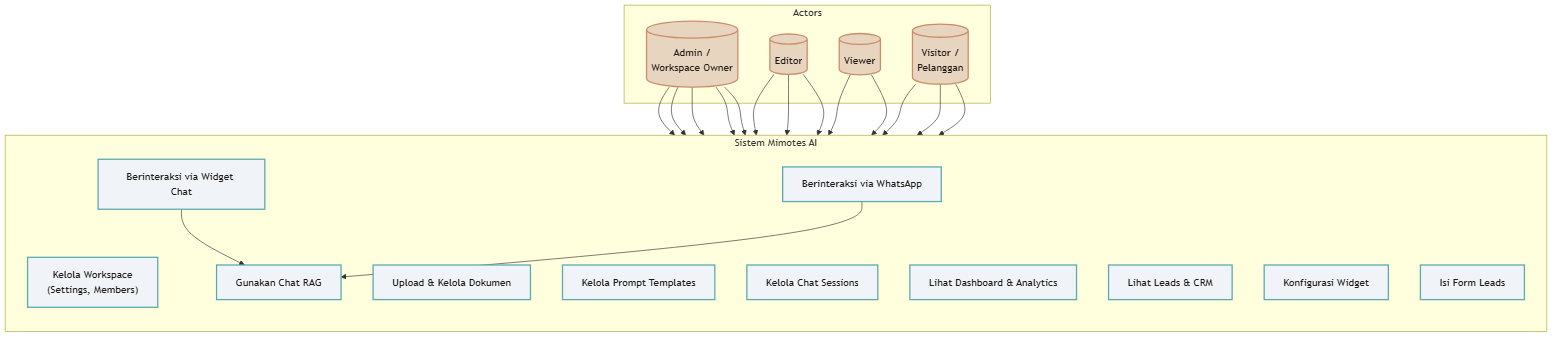 Actors
Admin /
Workspace Owner
Editor
Viewer
Visitor /
Pelanggan
Sistem Mimotes AI
Berinteraksi via Widget
Chat
Berinteraksi via WhatsApp
Kelola Workspace
(Settings, Members)
Gunakan Chat RAG
Upload & Kelola Dokumen
Kelola Prompt Templates
Kelola Chat Sessions
Lihat Dashboard & Analytics
Lihat Leads & CRM
Konfigurasi Widget
Isi Form Leads